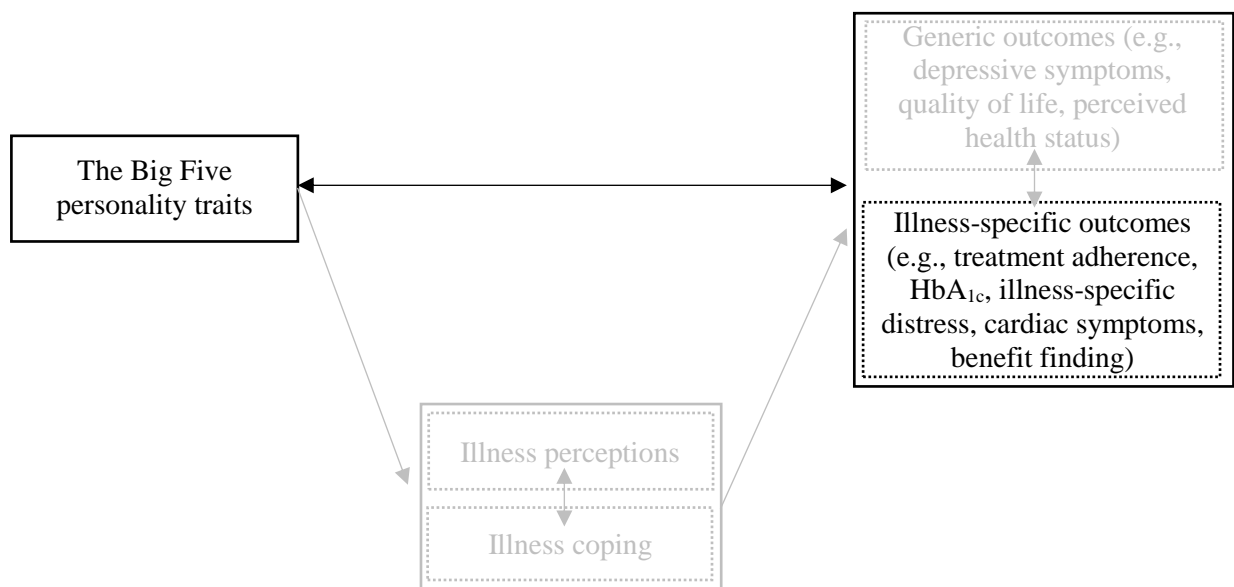 Generic outcomes (e.g.,
depressive symptoms,
quality of life, perceived
health status)
The Big Five
personality traits
Illness-specific outcomes
(e.g., treatment adherence,
HbA1c, illness-specific
distress, cardiac symptoms,
benefit finding)
Illness perceptions
Illness coping